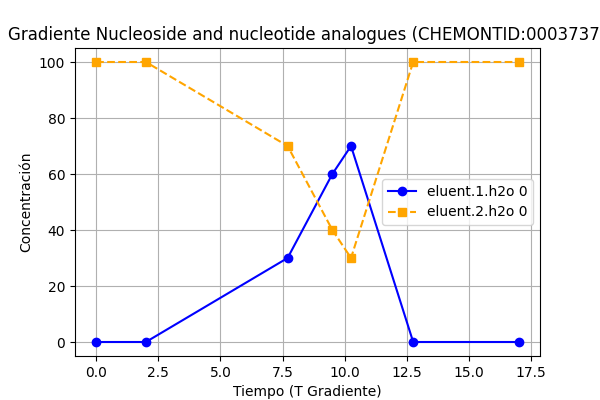 Gradiente Nucleoside and nucleotide analogues (CHEMONTID:0003737
100
80
60
40
20
0
Concentración
eluent.1.h2o 0
eluent.2.h2o 0
0.0 2.5 5.0 7.5 10.0 12.5 15.0 17.5
Tiempo (T Gradiente)